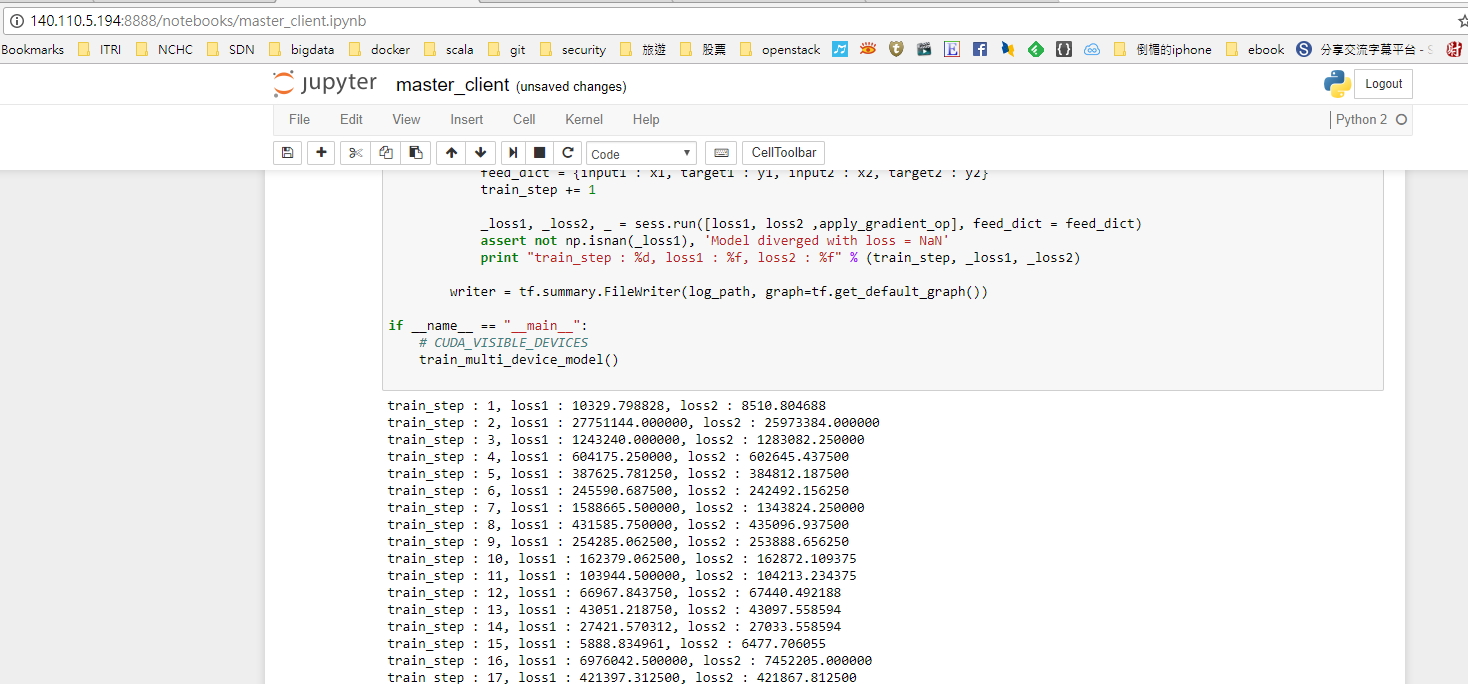 140.110.5.194:8888/notebooks/master_client.ipynb
Bookmarks ITRI NCHC SDN bigdata docker scala git security 旅遊 股票 openstack 倒楣的iphone ebook 分享交流字幕平台 - S
jupyter master_client (unsaved changes) Logout
File Edit View Insert Cell Kernel Help Python 2
Code CellToolbar
feed_dict = {input1 : x1, target1 : y1, input2 : x2, target2 : y2}
train_step += 1
_loss1, _loss2, _ = sess.run([loss1, loss2 ,apply_gradient_op], feed_dict = feed_dict)
assert not np.isnan(_loss1), 'Model diverged with loss = NaN'
print "train_step : %d, loss1 : %f, loss2 : %f" % (train_step, _loss1, _loss2)
writer = tf.summary.FileWriter(log_path, graph=tf.get_default_graph())
if __name__ == "__main__":
# CUDA_VISIBLE_DEVICES
train_multi_device_model()
train_step : 1, loss1 : 10329.798828, loss2 : 8510.804688
train_step : 2, loss1 : 27751144.000000, loss2 : 25973384.000000
train_step : 3, loss1 : 1243240.000000, loss2 : 1283082.250000
train_step : 4, loss1 : 604175.250000, loss2 : 602645.437500
train_step : 5, loss1 : 387625.781250, loss2 : 384812.187500
train_step : 6, loss1 : 245590.687500, loss2 : 242492.156250
train_step : 7, loss1 : 1588665.500000, loss2 : 1343824.250000
train_step : 8, loss1 : 431585.750000, loss2 : 435096.937500
train_step : 9, loss1 : 254285.062500, loss2 : 253888.656250
train_step : 10, loss1 : 162379.062500, loss2 : 162872.109375
train_step : 11, loss1 : 103944.500000, loss2 : 104213.234375
train_step : 12, loss1 : 66967.843750, loss2 : 67440.492188
train_step : 13, loss1 : 43051.218750, loss2 : 43097.558594
train_step : 14, loss1 : 27421.570312, loss2 : 27033.558594
train_step : 15, loss1 : 5888.834961, loss2 : 6477.706055
train_step : 16, loss1 : 6976042.500000, loss2 : 7452205.000000
train_step : 17, loss1 : 421397.312500, loss2 : 421867.812500